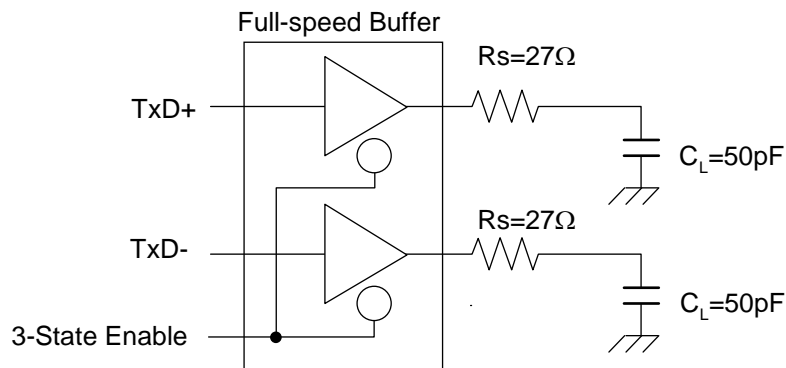 Full-speed Buffer
Rs=27Ω
TxD+
C_L=50pF
Rs=27Ω
TxD-
C_L=50pF
3-State Enable